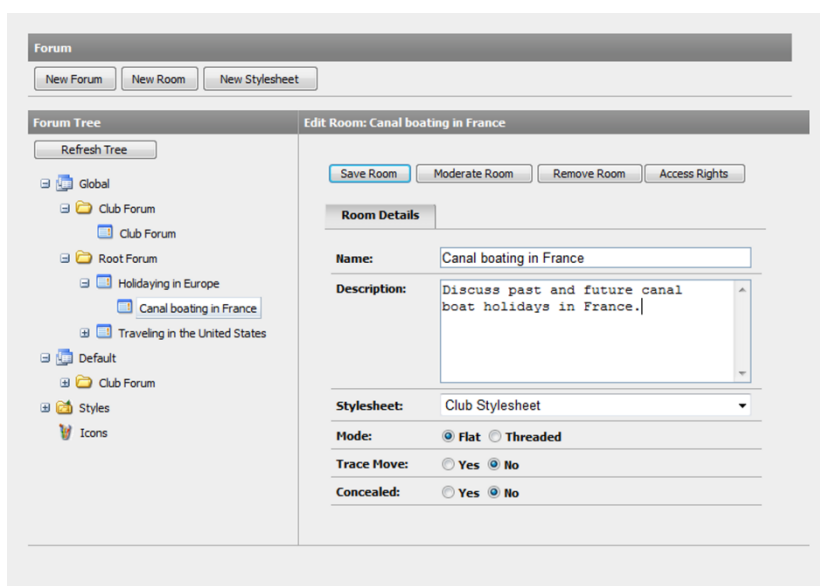 Forum
New Forum New Room New Stylesheet
Forum Tree
Edit Room: Canal boating in France
Refresh Tree
Global
Club Forum
Club Forum
Root Forum
Holidaying in Europe
Canal boating in France
Traveling in the United States
Default
Club Forum
Styles
Icons
Save Room Moderate Room Remove Room Access Rights
Room Details
Name: Canal boating in France
Description: Discuss past and future canal
boat holidays in France.
Stylesheet: Club Stylesheet
Mode: Flat Threaded
Trace Move: Yes No
Concealed: Yes No